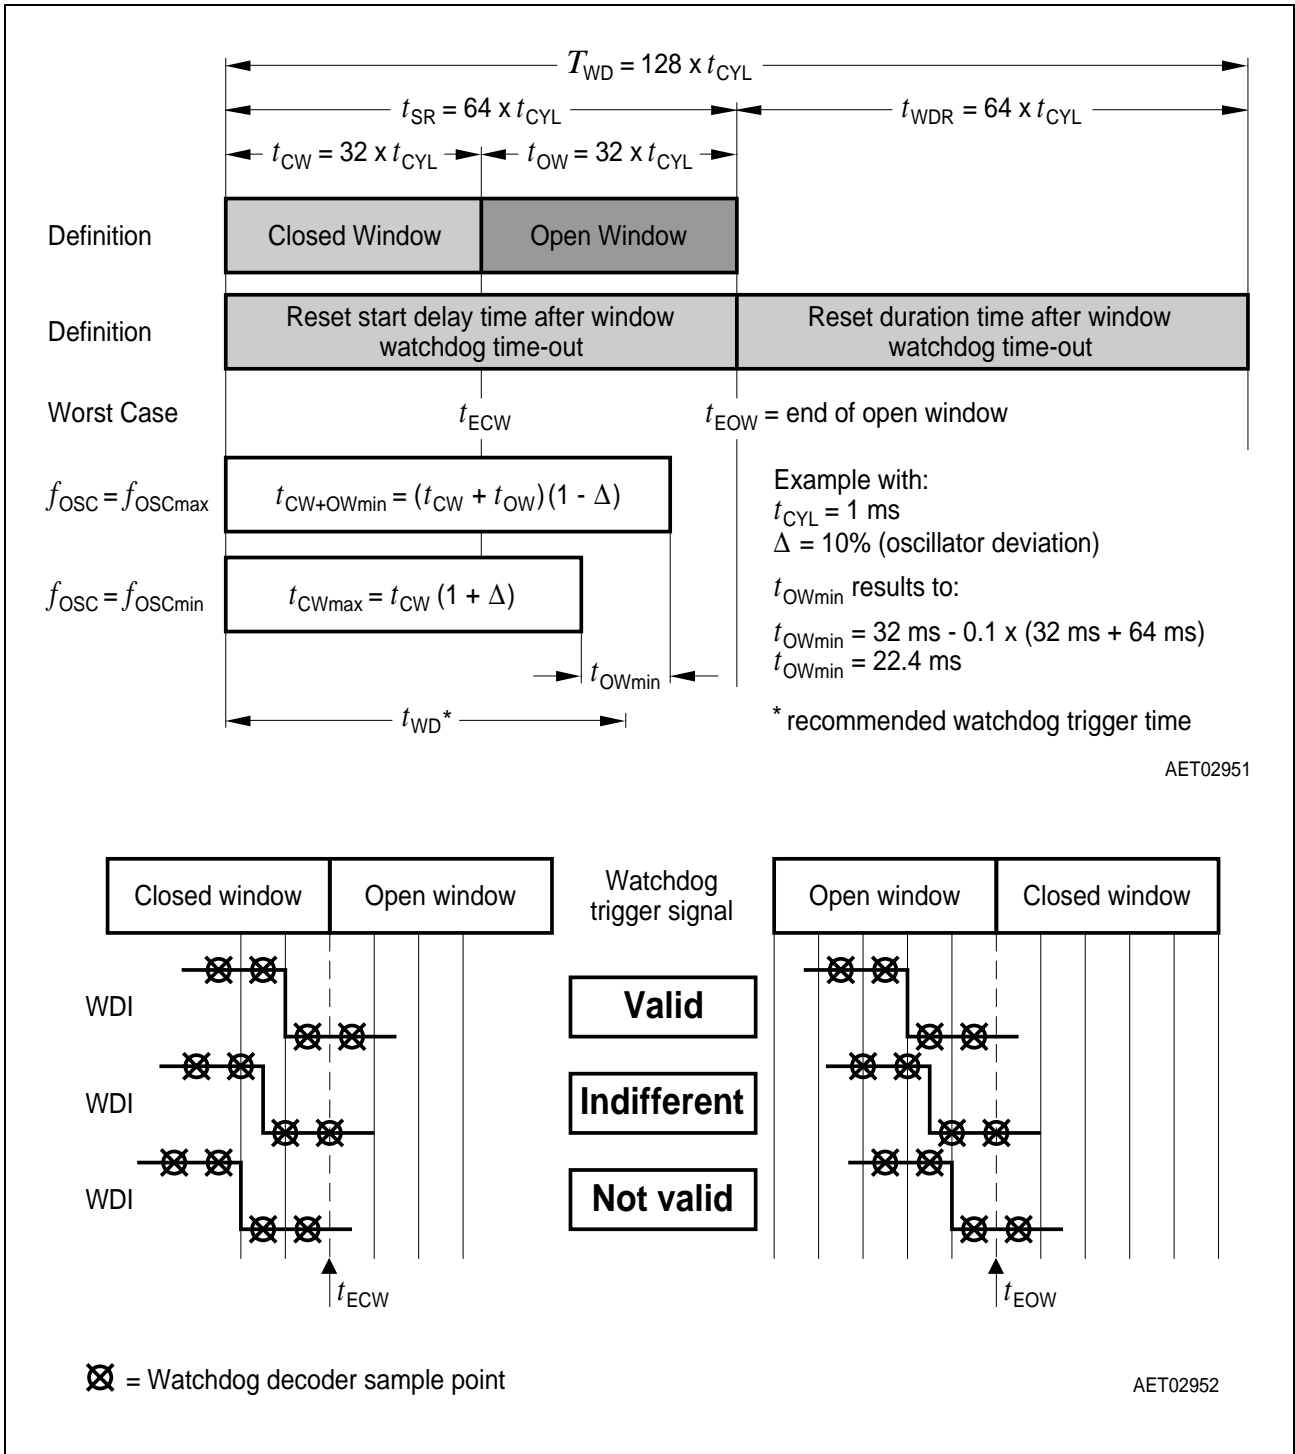 T_WD = 128 x t_CYL
t_SR = 64 x t_CYL
t_WDR = 64 x t_CYL
t_CW = 32 x t_CYL
t_OW = 32 x t_CYL
Definition
Closed Window
Open Window
Definition
Reset start delay time after window
watchdog time-out
Reset duration time after window
watchdog time-out
Worst Case
t_ECW
t_EOW = end of open window
f_OSC = f_OSCmax
t_CW+OWmin = (t_CW + t_OW)(1 - Δ)
f_OSC = f_OSCmin
t_CWmax = t_CW (1 + Δ)
t_OWmin
t_WD*
Example with:
t_CYL = 1 ms
Δ = 10% (oscillator deviation)
t_OWmin results to:
t_OWmin = 32 ms - 0.1 x (32 ms + 64 ms)
t_OWmin = 22.4 ms
* recommended watchdog trigger time
AET02951
Closed window
Open window
Watchdog
trigger signal
Open window
Closed window
WDI
Valid
WDI
Indifferent
WDI
Not valid
t_ECW
t_EOW
= Watchdog decoder sample point
AET02952